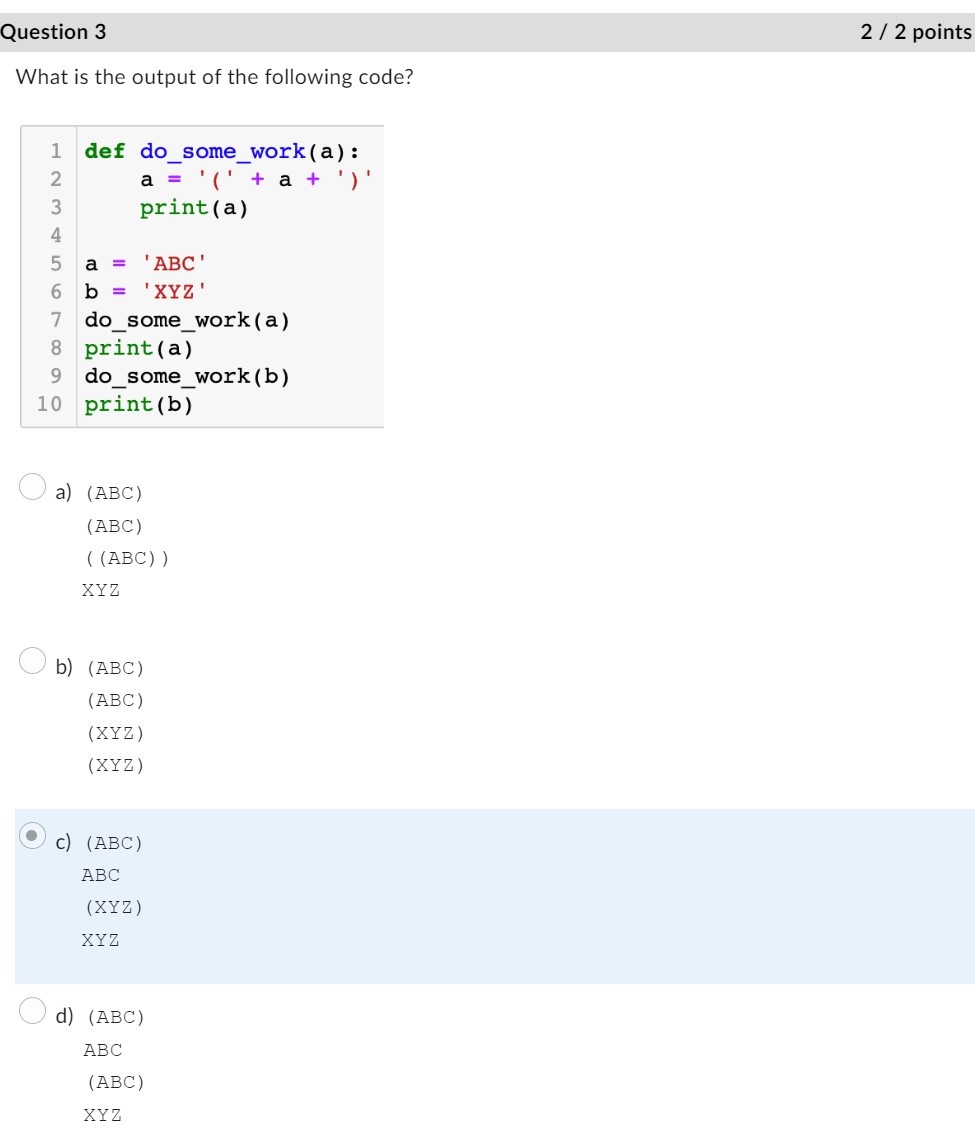 Question 3 2 / 2 points
What is the output of the following code?
1 def do_some_work(a):
2     a = '(' + a + ')'
3     print(a)
4
5 a = 'ABC'
6 b = 'XYZ'
7 do_some_work(a)
8 print(a)
9 do_some_work(b)
10 print(b)
a) (ABC)
(ABC)
((ABC))
XYZ
b) (ABC)
(ABC)
(XYZ)
(XYZ)
c) (ABC)
ABC
(XYZ)
XYZ
d) (ABC)
ABC
(ABC)
XYZ